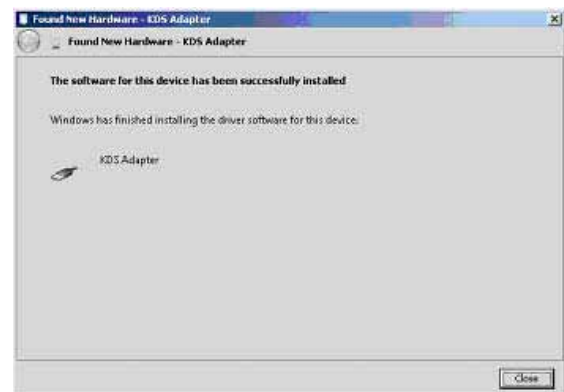 Found New Hardware - KDS Adapter
Found New Hardware - KDS Adapter
The software for this device has been successfully installed
Windows has finished installing the driver software for this device:
KDS Adapter
Close